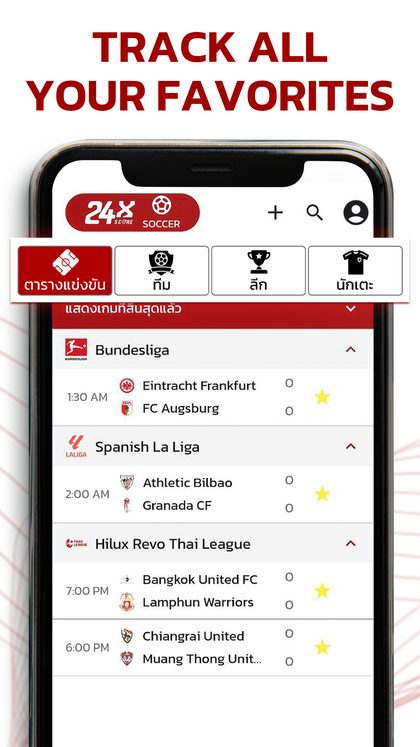 TRACK ALL
YOUR FAVORITES
24X SCORE SOCCER
ตารางแข่งขัน ทีม ลีก นักเตะ
แสดงเกมที่สิ้นสุดแล้ว
BUNDESLIGA Bundesliga
1:30 AM Eintracht Frankfurt 0
FC Augsburg 0
LALIGA Spanish La Liga
2:00 AM Athletic Bilbao 0
Granada CF 0
Hilux Revo Thai League
7:00 PM Bangkok United FC 0
Lamphun Warriors 0
6:00 PM Chiangrai United 0
Muang Thong Unit... 0